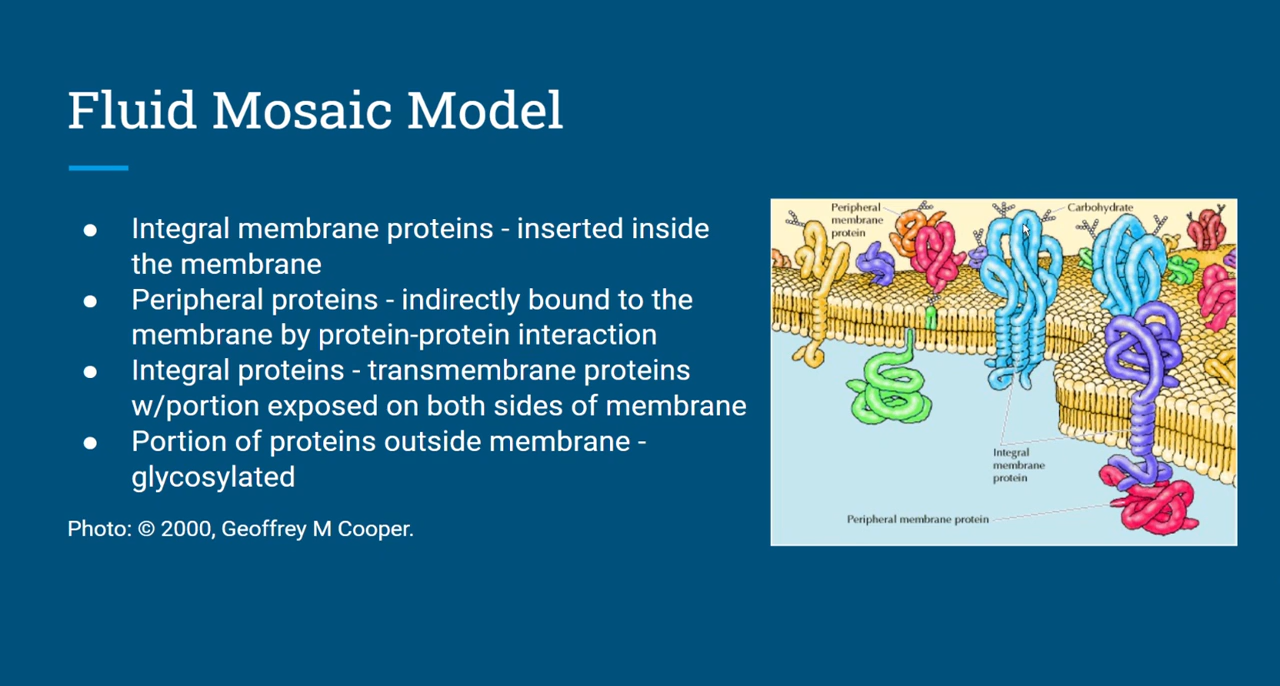 Fluid Mosaic Model
● Integral membrane proteins - inserted inside
the membrane
● Peripheral proteins - indirectly bound to the
membrane by protein-protein interaction
● Integral proteins - transmembrane proteins
w/portion exposed on both sides of membrane
● Portion of proteins outside membrane -
glycosylated
Photo: © 2000, Geoffrey M Cooper.
Peripheral
membrane
protein
Carbohydrate
Integral
membrane
protein
Peripheral membrane protein